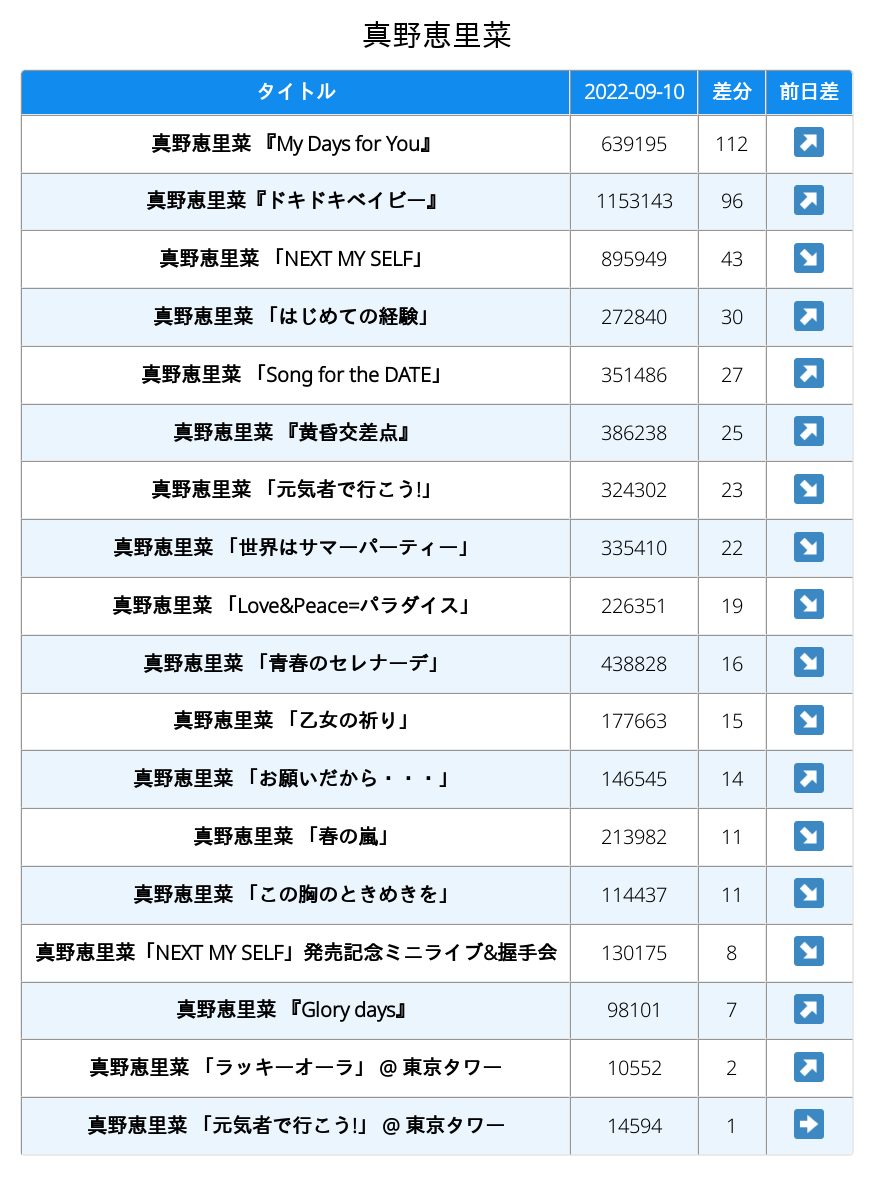 真野恵里菜
タイトル 2022-09-10 差分 前日差
真野恵里菜 『My Days for You』 639195 112 ↗
真野恵里菜『ドキドキベイビー』 1153143 96 ↗
真野恵里菜 「NEXT MY SELF」 895949 43 ↘
真野恵里菜 「はじめての経験」 272840 30 ↗
真野恵里菜 「Song for the DATE」 351486 27 ↗
真野恵里菜 『黄昏交差点』 386238 25 ↗
真野恵里菜 「元気者で行こう!」 324302 23 ↘
真野恵里菜 「世界はサマーパーティー」 335410 22 ↘
真野恵里菜 「Love&Peace=パラダイス」 226351 19 ↘
真野恵里菜 「青春のセレナーデ」 438828 16 ↘
真野恵里菜 「乙女の祈り」 177663 15 ↘
真野恵里菜 「お願いだから・・・」 146545 14 ↗
真野恵里菜 「春の嵐」 213982 11 ↘
真野恵里菜 「この胸のときめきを」 114437 11 ↘
真野恵里菜「NEXT MY SELF」発売記念ミニライブ&握手会 130175 8 ↘
真野恵里菜 『Glory days』 98101 7 ↗
真野恵里菜 「ラッキーオーラ」 @ 東京タワー 10552 2 ↗
真野恵里菜 「元気者で行こう!」 @ 東京タワー 14594 1 →